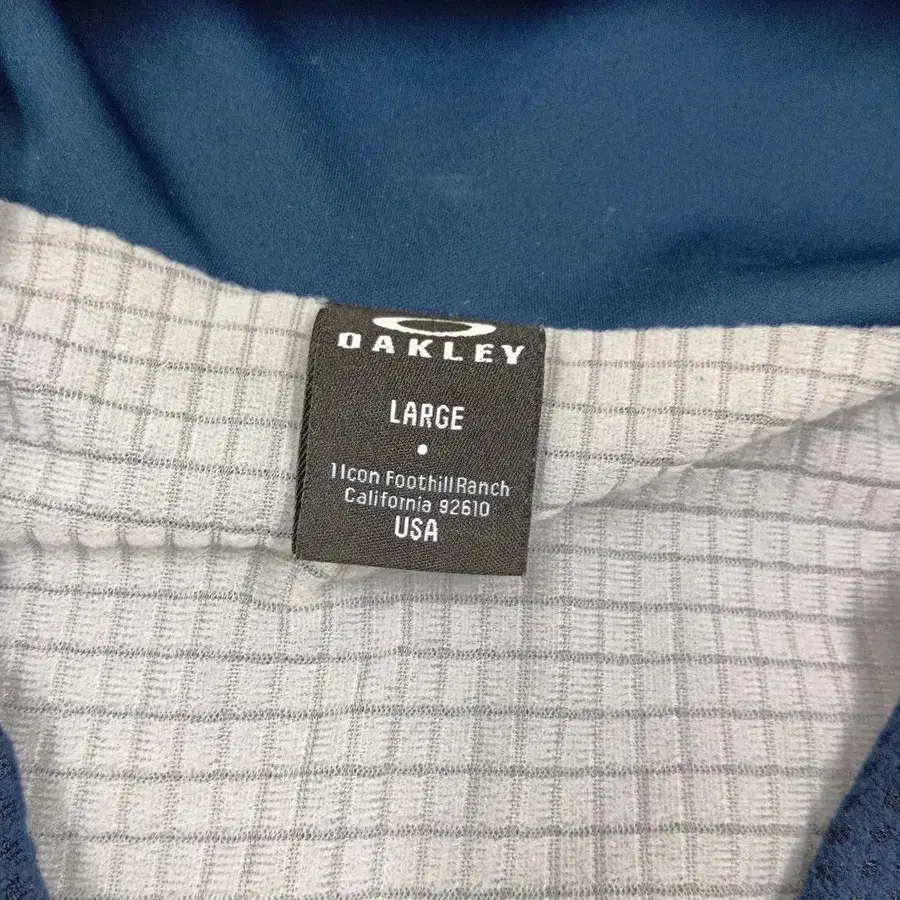 OAKLEY
LARGE
1 Icon Foothill Ranch
California 92610
USA